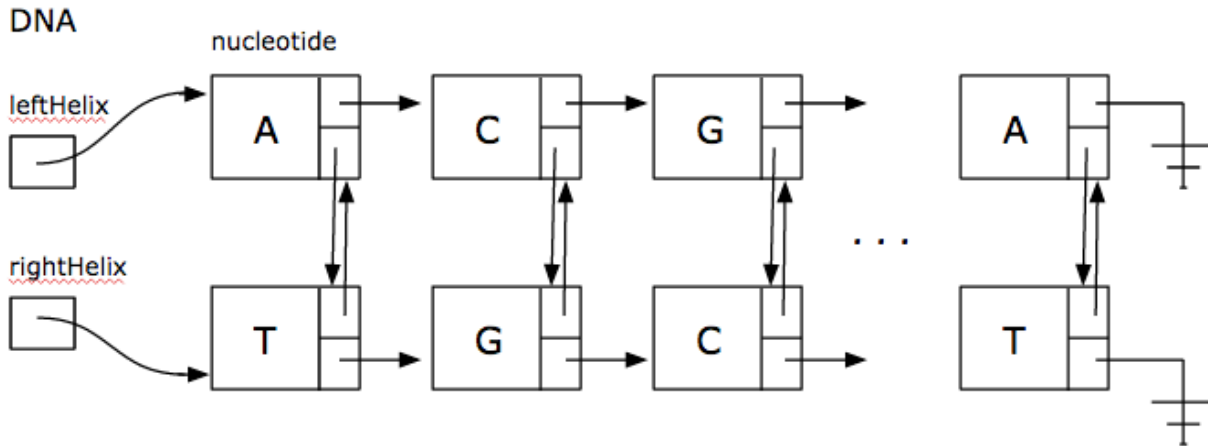 DNA
nucleotide
leftHelix
A C G A
. . .
rightHelix
T G C T